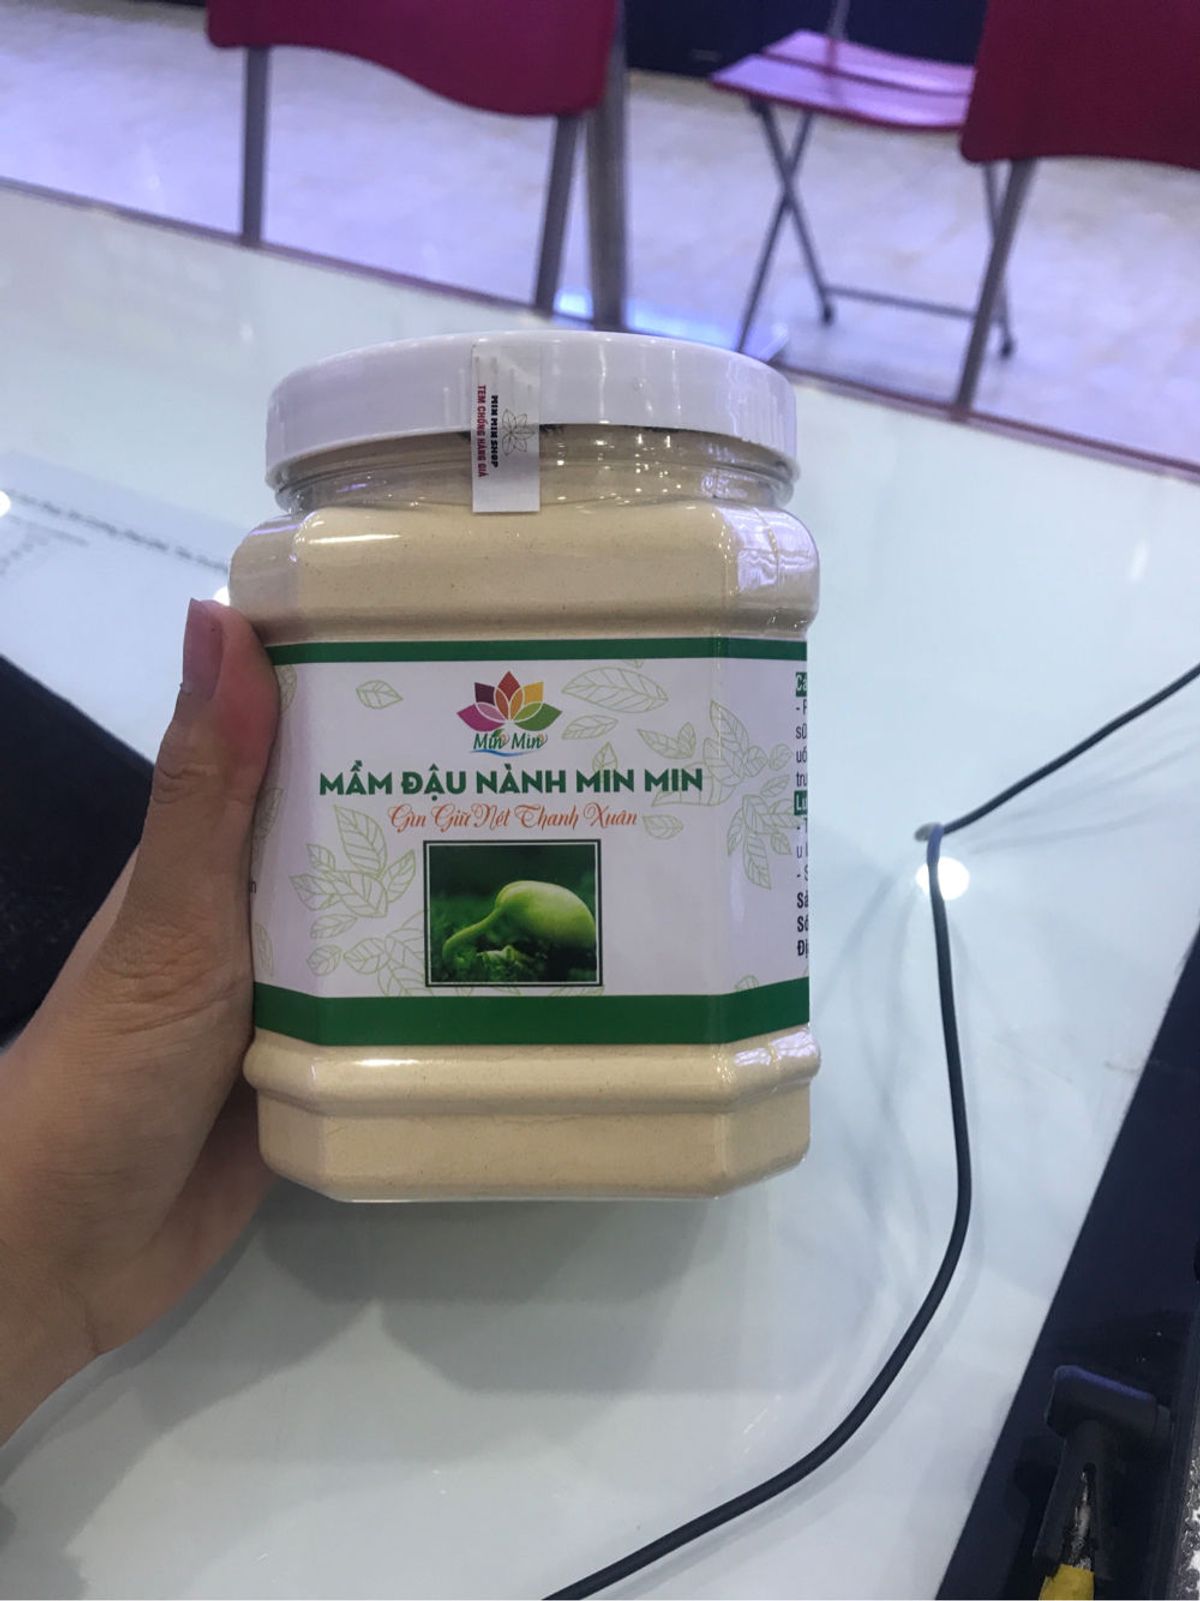 MIN MIN SHOP
TEM CHỐNG HÀNG GIẢ
Min Min
MẦM ĐẬU NÀNH MIN MIN
Gìn Giữ Nét Thanh Xuân